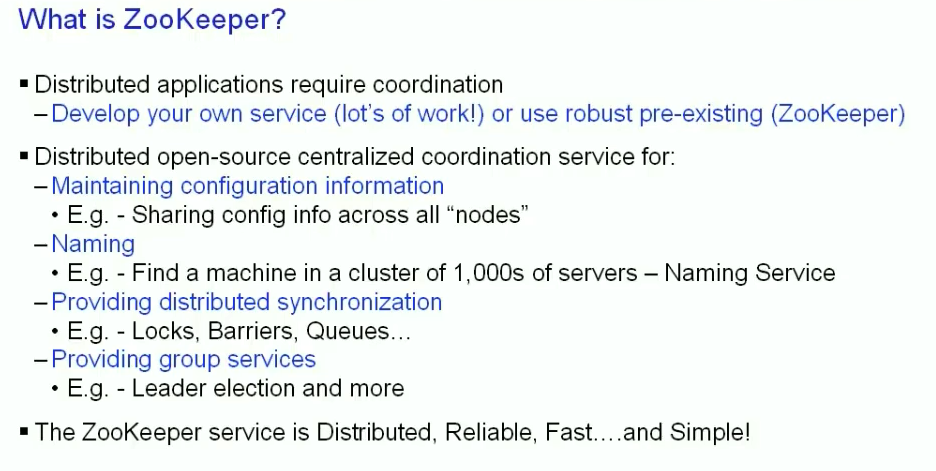 What is ZooKeeper?
▪ Distributed applications require coordination
– Develop your own service (lot's of work!) or use robust pre-existing (ZooKeeper)
▪ Distributed open-source centralized coordination service for:
– Maintaining configuration information
• E.g. - Sharing config info across all “nodes”
– Naming
• E.g. - Find a machine in a cluster of 1,000s of servers – Naming Service
– Providing distributed synchronization
• E.g. - Locks, Barriers, Queues…
– Providing group services
• E.g. - Leader election and more
▪ The ZooKeeper service is Distributed, Reliable, Fast….and Simple!